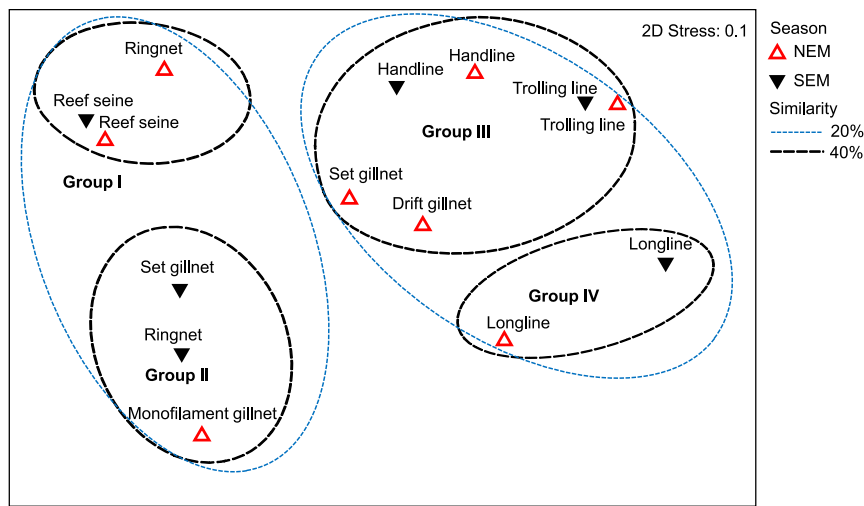 2D Stress: 0.1
Season
NEM
SEM
Similarity
20%
40%
Ringnet
Reef seine
Reef seine
Group I
Handline
Handline
Trolling line
Trolling line
Group III
Set gillnet
Drift gillnet
Longline
Group IV
Longline
Set gillnet
Ringnet
Group II
Monofilament gillnet